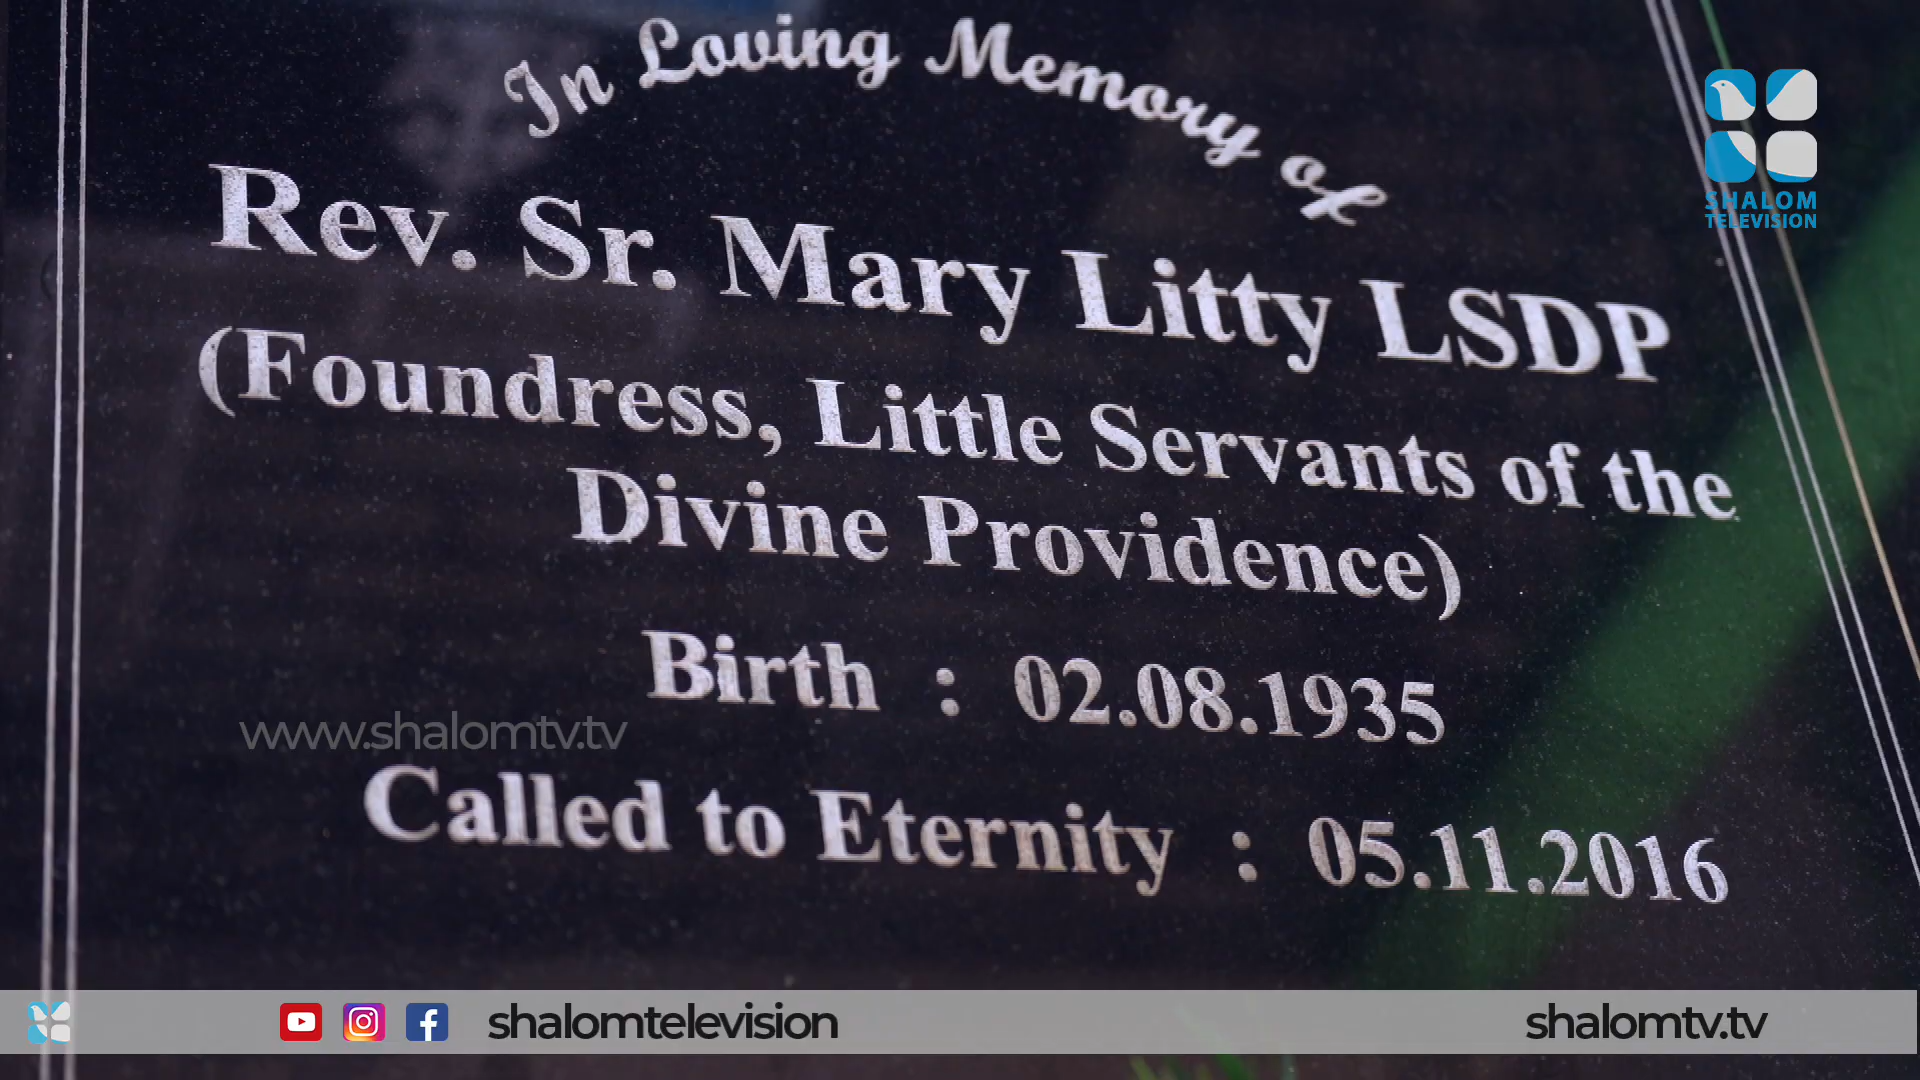 In Loving Memory of
Rev. Sr. Mary Litty LSDP
(Foundress, Little Servants of the
Divine Providence)
Birth : 02.08.1935
Called to Eternity : 05.11.2016
SHALOM
TELEVISION
www.shalomtv.tv
shalomtelevision
shalomtv.tv